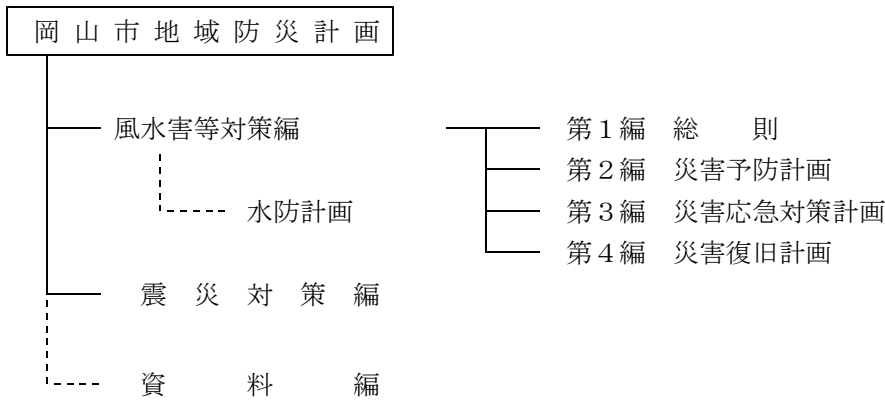 岡山市地域防災計画
風水害等対策編
第１編　総　　則
第２編　災害予防計画
水防計画
第３編　災害応急対策計画
第４編　災害復旧計画
震災対策編
資料編